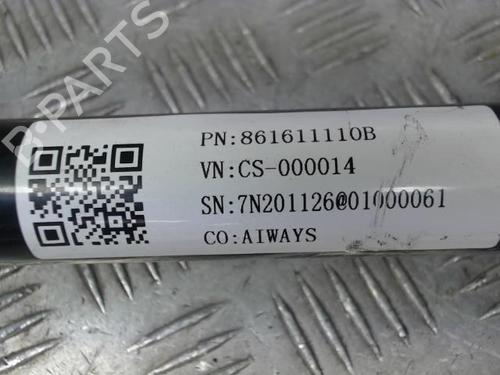 B-PARTS
PN:861611110B
VN:CS-000014
SN:7N201126@01000061
CO:AIWAYS